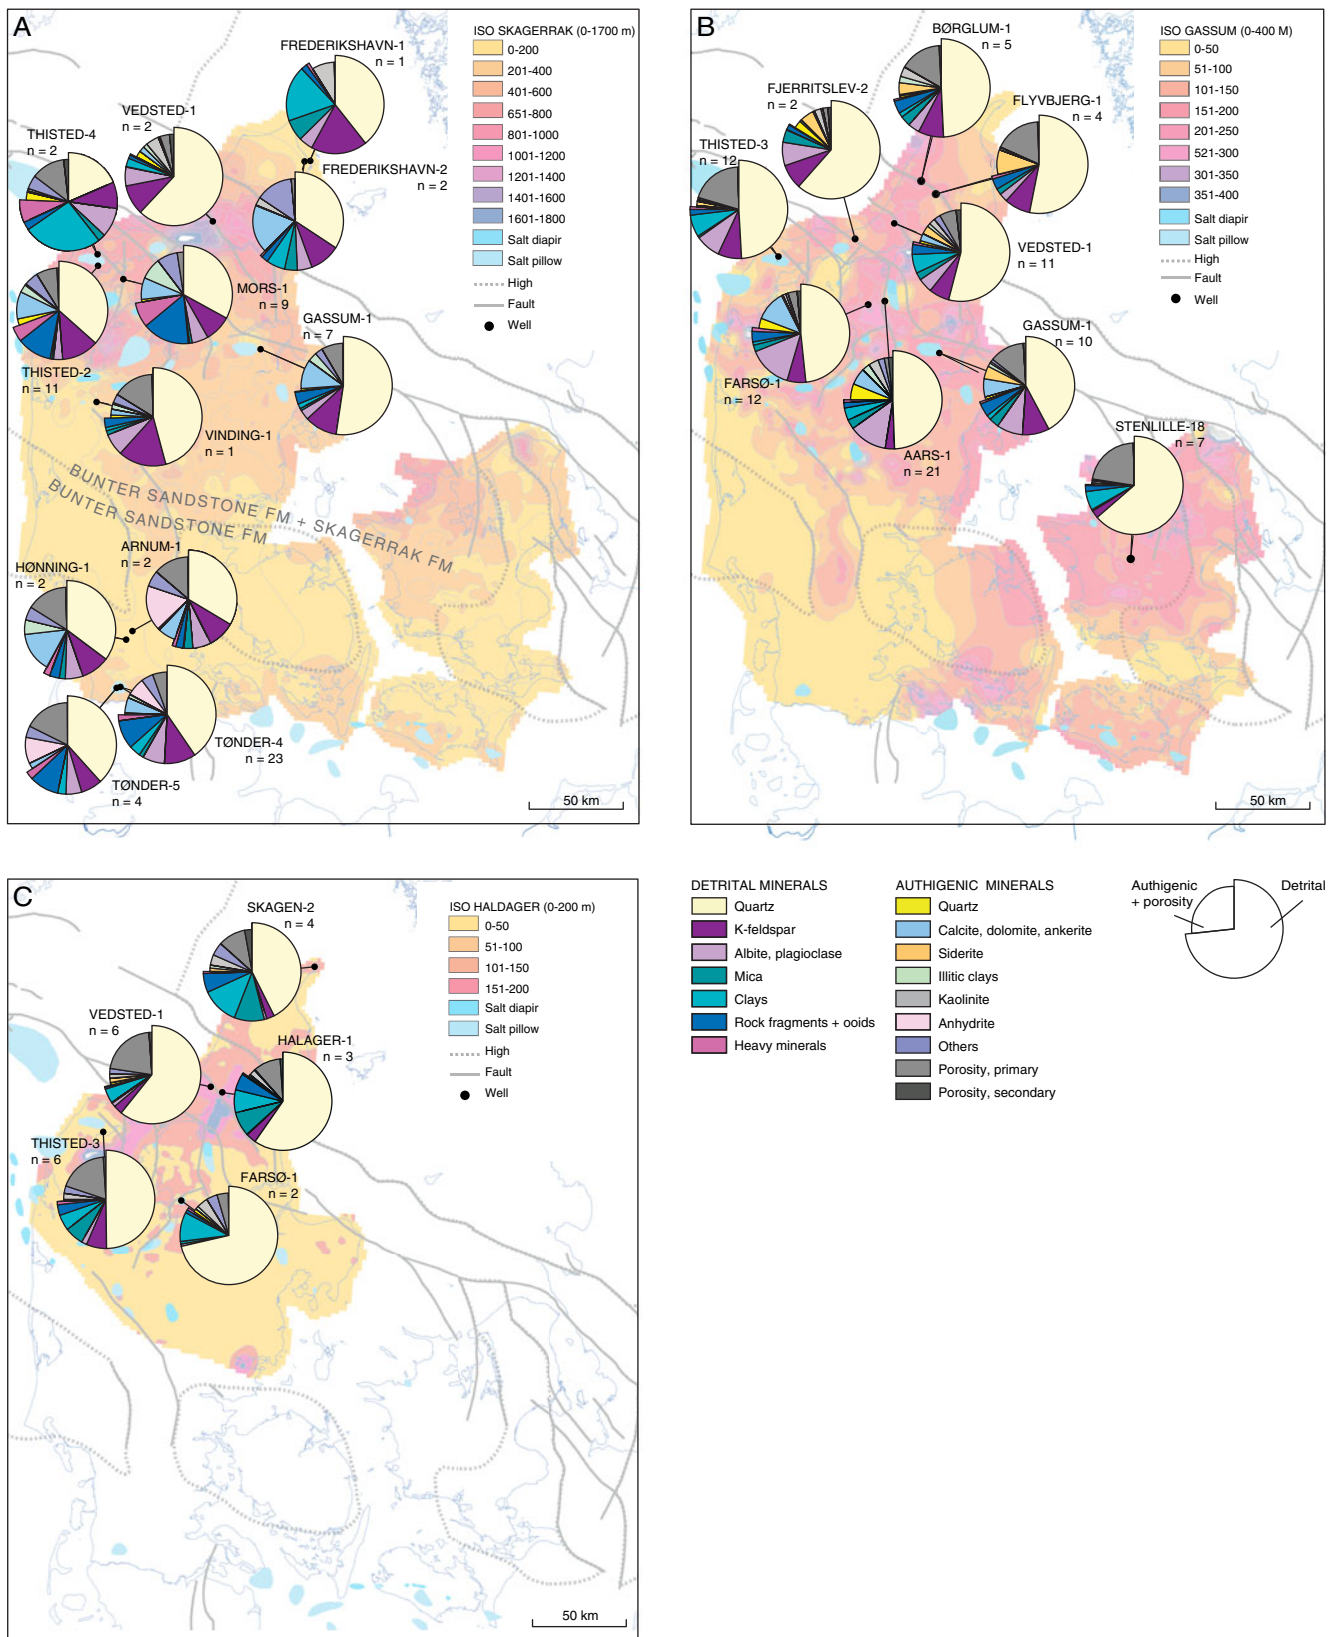 A
ISO SKAGERRAK (0-1700 m)
0-200
201-400
401-600
651-800
801-1000
1001-1200
1201-1400
1401-1600
1601-1800
Salt diapir
Salt pillow
High
Fault
Well
FREDERIKSHAVN-1
n = 1
VEDSTED-1
n = 2
THISTED-4
n = 2
FREDERIKSHAVN-2
n = 2
MORS-1
n = 9
GASSUM-1
n = 7
THISTED-2
n = 11
VINDING-1
n = 1
BUNTER SANDSTONE FM + SKAGERRAK FM
BUNTER SANDSTONE FM
ARNUM-1
n = 2
HØNNING-1
n = 2
TØNDER-4
n = 23
TØNDER-5
n = 4
50 km
B
ISO GASSUM (0-400 M)
0-50
51-100
101-150
151-200
201-250
521-300
301-350
351-400
Salt diapir
Salt pillow
High
Fault
Well
BØRGLUM-1
n = 5
FJERRITSLEV-2
n = 2
FLYVBJERG-1
n = 4
THISTED-3
n = 12
VEDSTED-1
n = 11
GASSUM-1
n = 10
FARSØ-1
n = 12
AARS-1
n = 21
STENLILLE-18
n = 7
50 km
C
ISO HALDAGER (0-200 m)
0-50
51-100
101-150
151-200
Salt diapir
Salt pillow
High
Fault
Well
SKAGEN-2
n = 4
VEDSTED-1
n = 6
HALAGER-1
n = 3
THISTED-3
n = 6
FARSØ-1
n = 2
50 km
DETRITAL MINERALS
Quartz
K-feldspar
Albite, plagioclase
Mica
Clays
Rock fragments + ooids
Heavy minerals
AUTHIGENIC MINERALS
Quartz
Calcite, dolomite, ankerite
Siderite
Illitic clays
Kaolinite
Anhydrite
Others
Porosity, primary
Porosity, secondary
Authigenic
+ porosity
Detrital